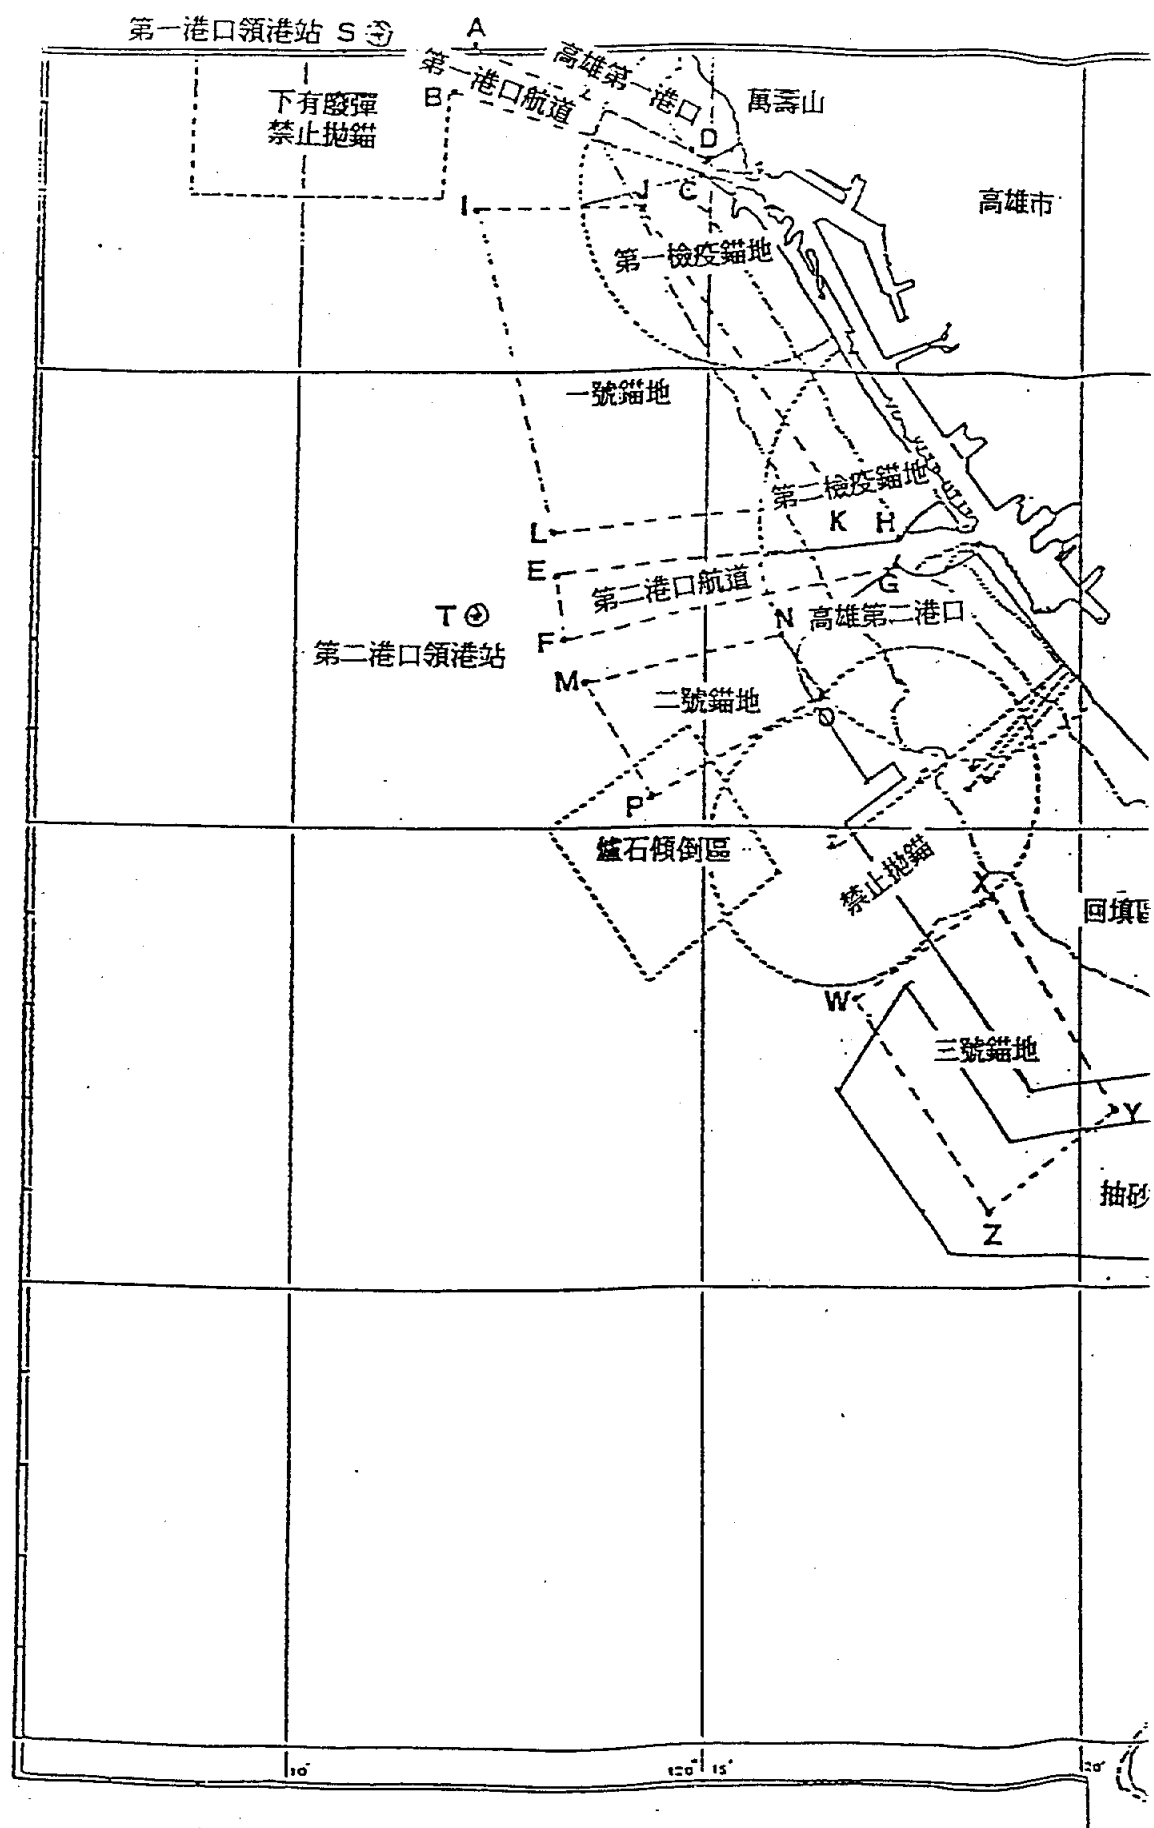 第一港口領港站 S
A
高雄第一港口
第一港口航道
下有廢彈
禁止拋錨
B
萬壽山
D
高雄市
I
J
C
第一檢疫錨地
一號錨地
第二檢疫錨地
K
H
L
E
第二港口航道
G
T
F
N
高雄第二港口
第二港口領港站
M
二號錨地
O
P
爐石傾倒區
禁止拋錨
X
回填區
W
三號錨地
Y
抽砂
Z
10'
120° 15'
20'